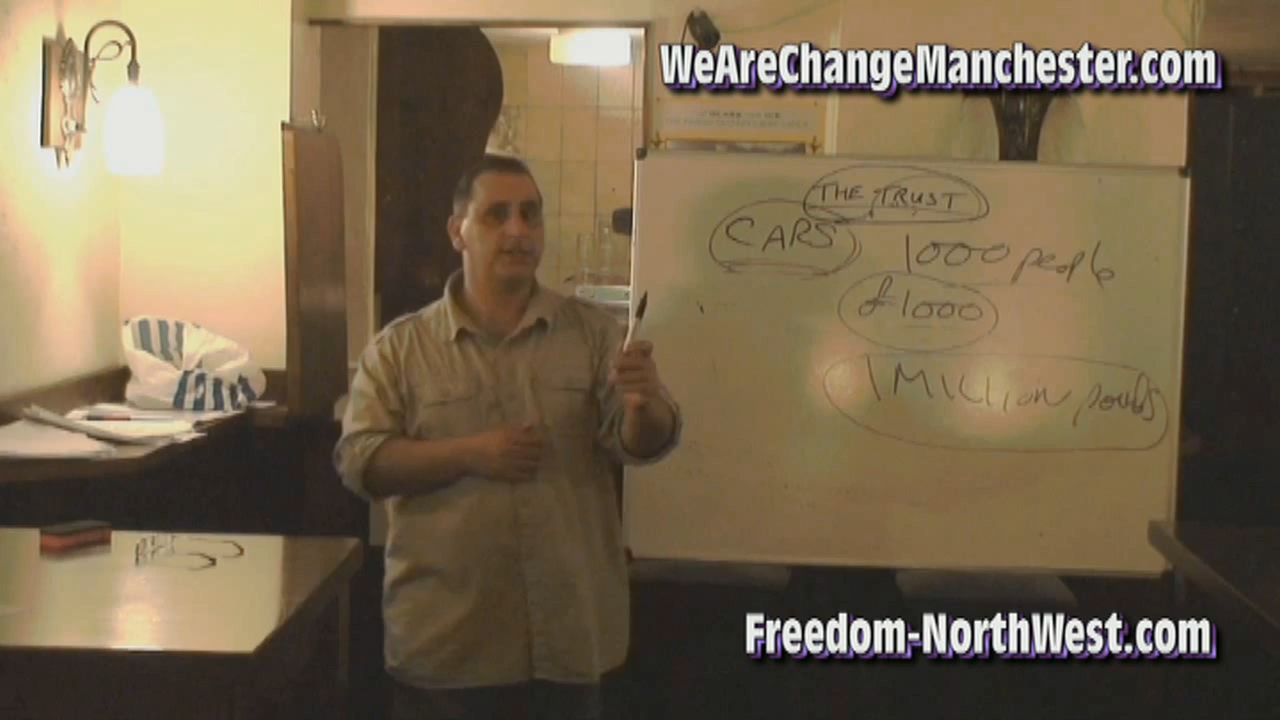 WeAreChangeManchester.com
THE TRUST
CARS
1000 people
£1000
1 MILLION pounds
Freedom-NorthWest.com